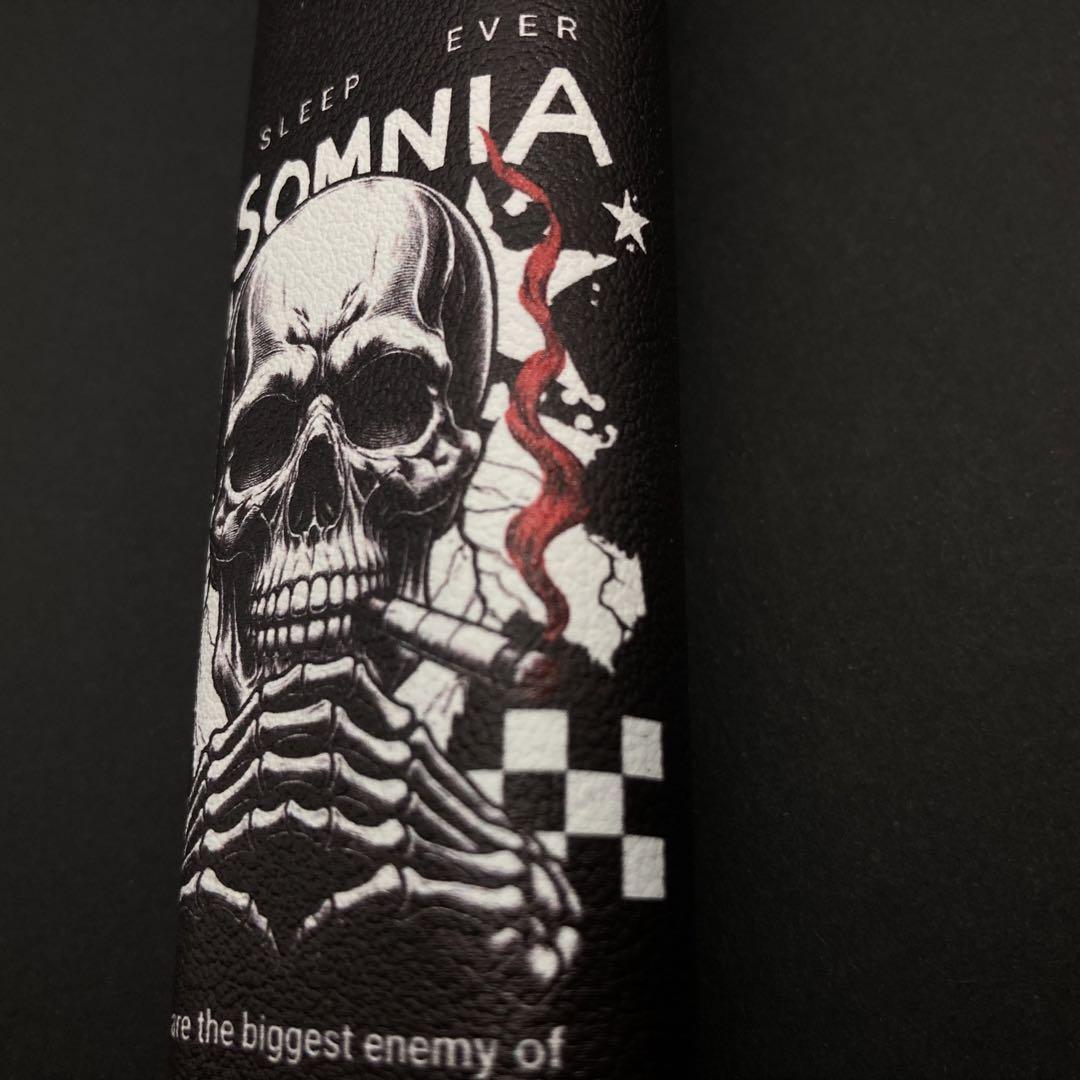 SLEEP EVER
SOMNIA
are the biggest enemy of